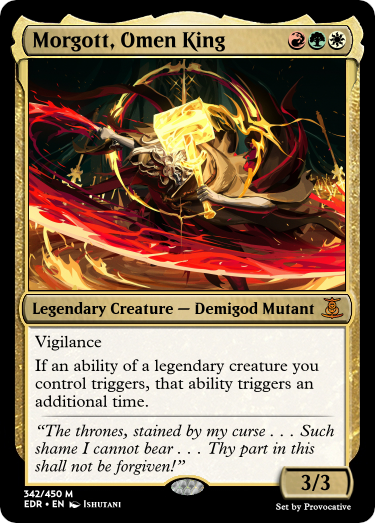 Morgott, Omen King
Legendary Creature — Demigod Mutant
Vigilance
If an ability of a legendary creature you
control triggers, that ability triggers an
additional time.
“The thrones, stained by my curse . . . Such
shame I cannot bear . . . Thy part in this
shall not be forgiven!”
3/3
342/450 M
EDR • EN Ishutani
Set by Provocative